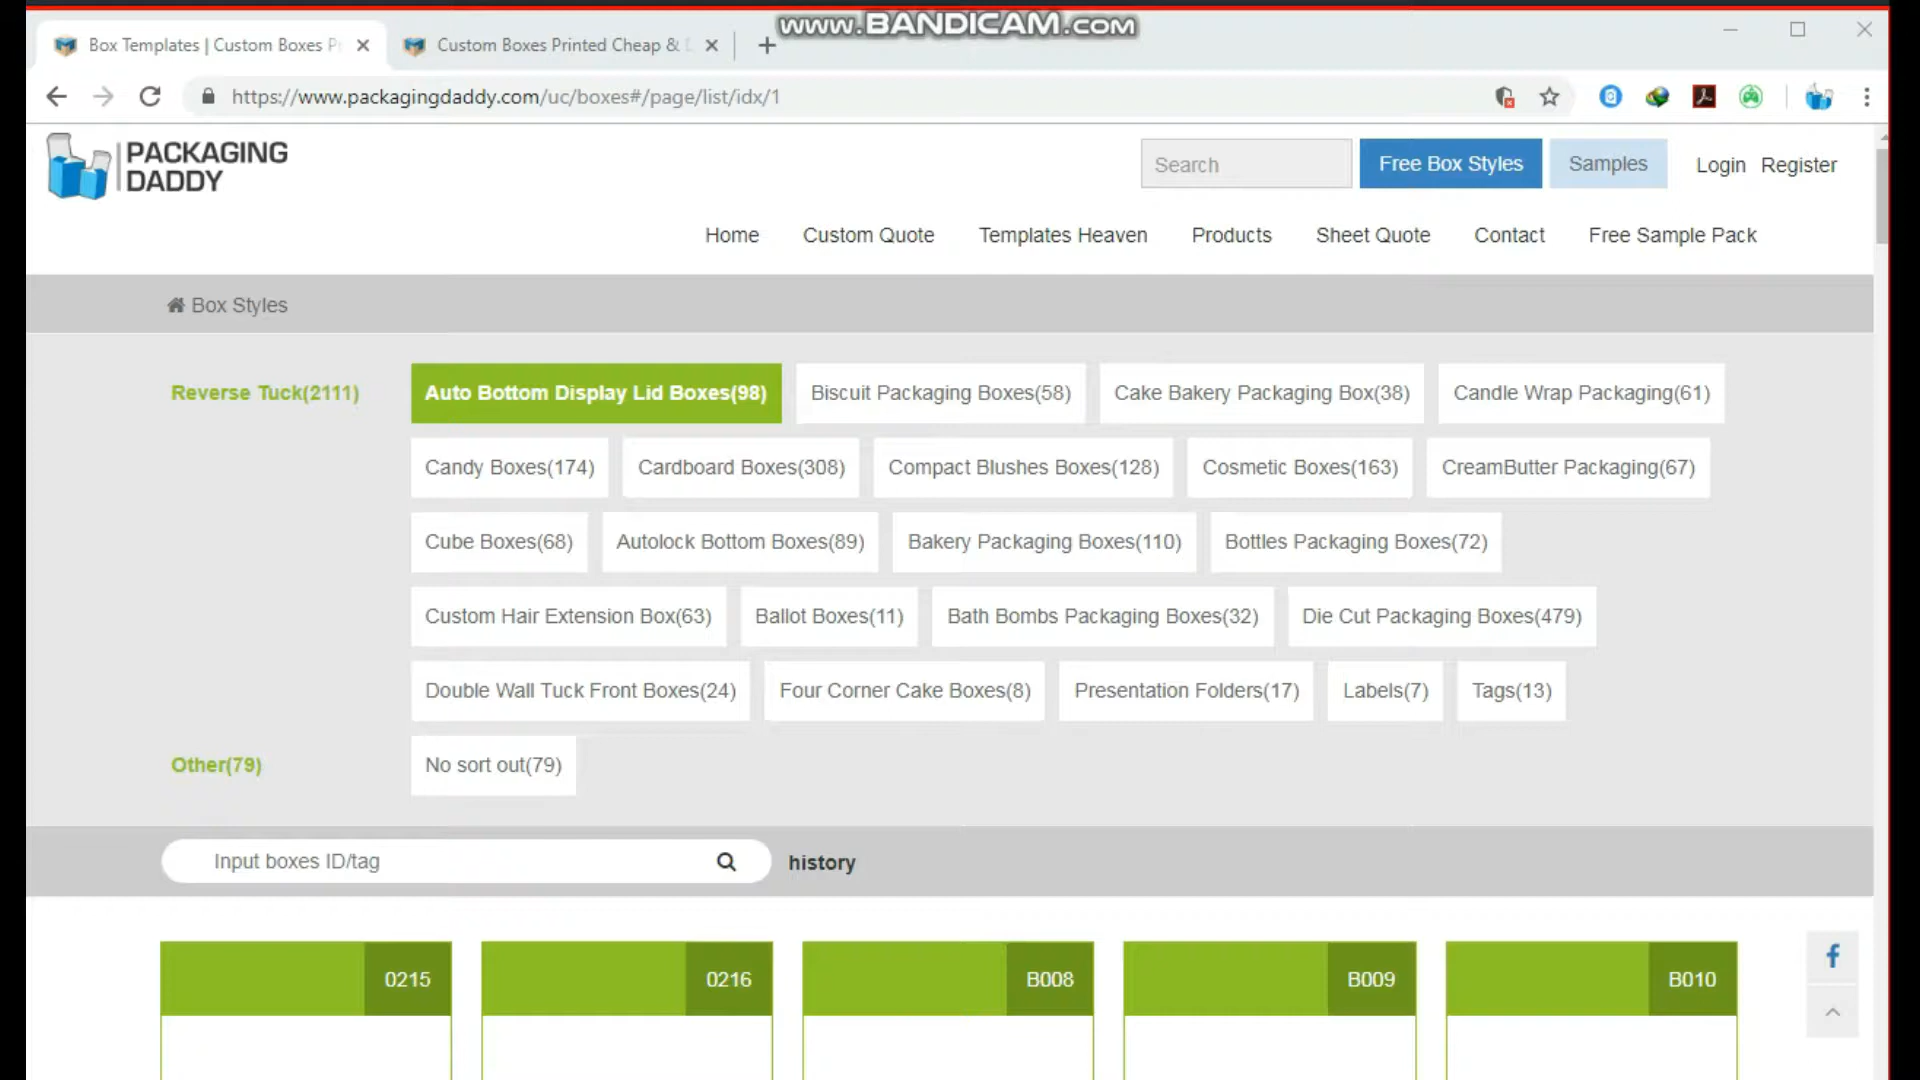 www.BANDICAM.com
Box Templates | Custom Boxes P
Custom Boxes Printed Cheap &
https://www.packagingdaddy.com/uc/boxes#/page/list/idx/1
PACKAGING
DADDY
Search
Free Box Styles
Samples
Login Register
Home Custom Quote Templates Heaven Products Sheet Quote Contact Free Sample Pack
Box Styles
Reverse Tuck(2111)
Auto Bottom Display Lid Boxes(98) Biscuit Packaging Boxes(58) Cake Bakery Packaging Box(38) Candle Wrap Packaging(61)
Candy Boxes(174) Cardboard Boxes(308) Compact Blushes Boxes(128) Cosmetic Boxes(163) CreamButter Packaging(67)
Cube Boxes(68) Autolock Bottom Boxes(89) Bakery Packaging Boxes(110) Bottles Packaging Boxes(72)
Custom Hair Extension Box(63) Ballot Boxes(11) Bath Bombs Packaging Boxes(32) Die Cut Packaging Boxes(479)
Double Wall Tuck Front Boxes(24) Four Corner Cake Boxes(8) Presentation Folders(17) Labels(7) Tags(13)
Other(79) No sort out(79)
Input boxes ID/tag history
0215 0216 B008 B009 B010